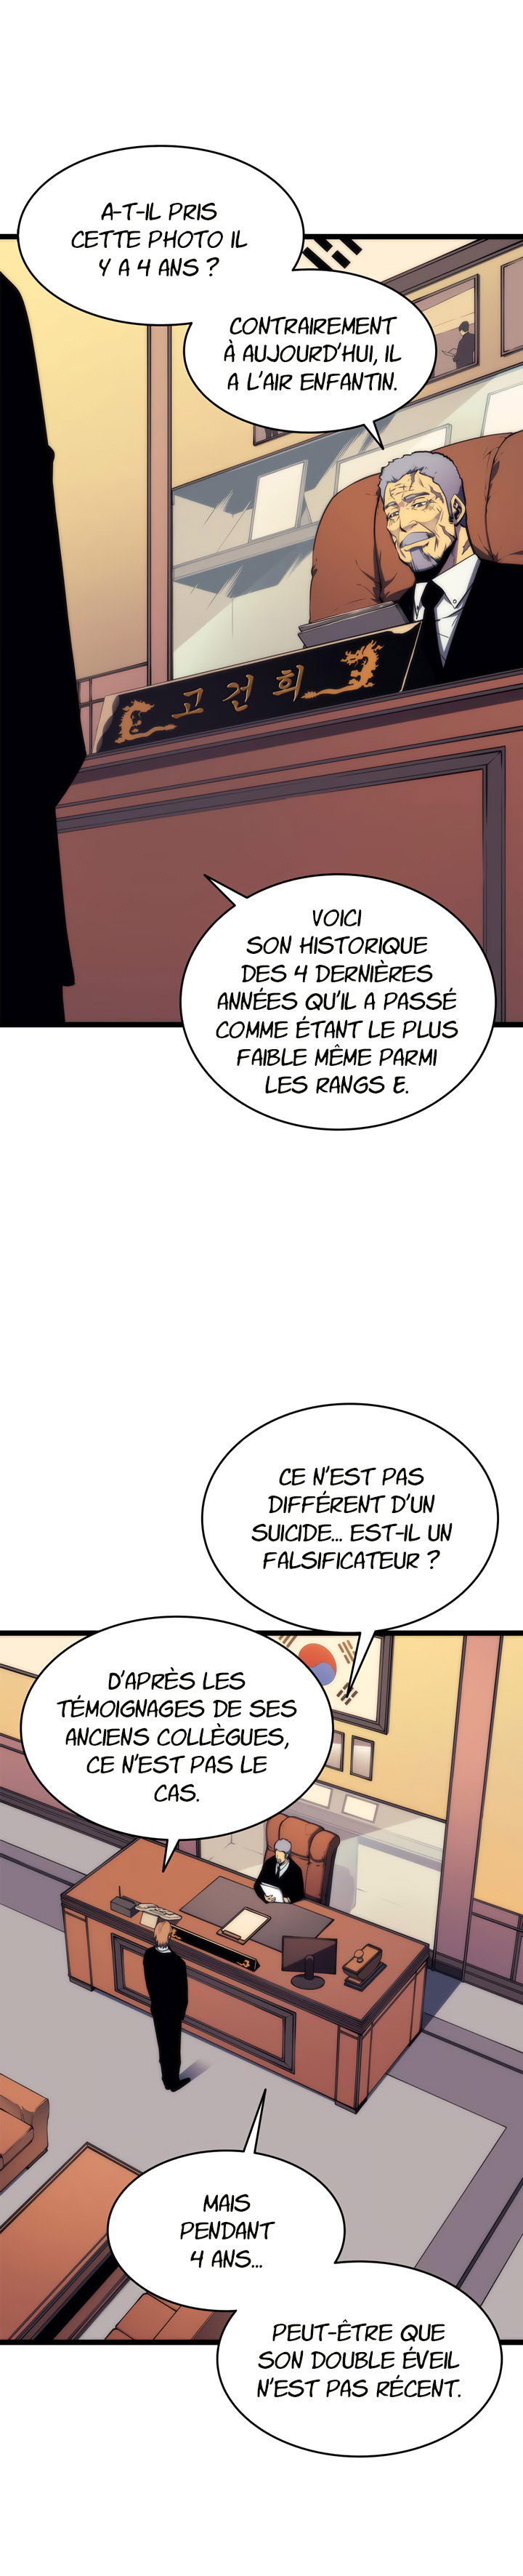 A-T-IL PRIS
CETTE PHOTO IL
Y A 4 ANS ?
CONTRAIREMENT
À AUJOURD'HUI, IL
A L'AIR ENFANTIN.
고건희
VOICI
SON HISTORIQUE
DES 4 DERNIÈRES
ANNÉES QU'IL A PASSÉ
COMME ÉTANT LE PLUS
FAIBLE MÊME PARMI
LES RANGS E.
CE N'EST PAS
DIFFÉRENT D'UN
SUICIDE... EST-IL UN
FALSIFICATEUR ?
D'APRÈS LES
TÉMOIGNAGES DE SES
ANCIENS COLLÈGUES,
CE N'EST PAS LE
CAS.
MAIS
PENDANT
4 ANS...
PEUT-ÊTRE QUE
SON DOUBLE ÉVEIL
N'EST PAS RÉCENT.